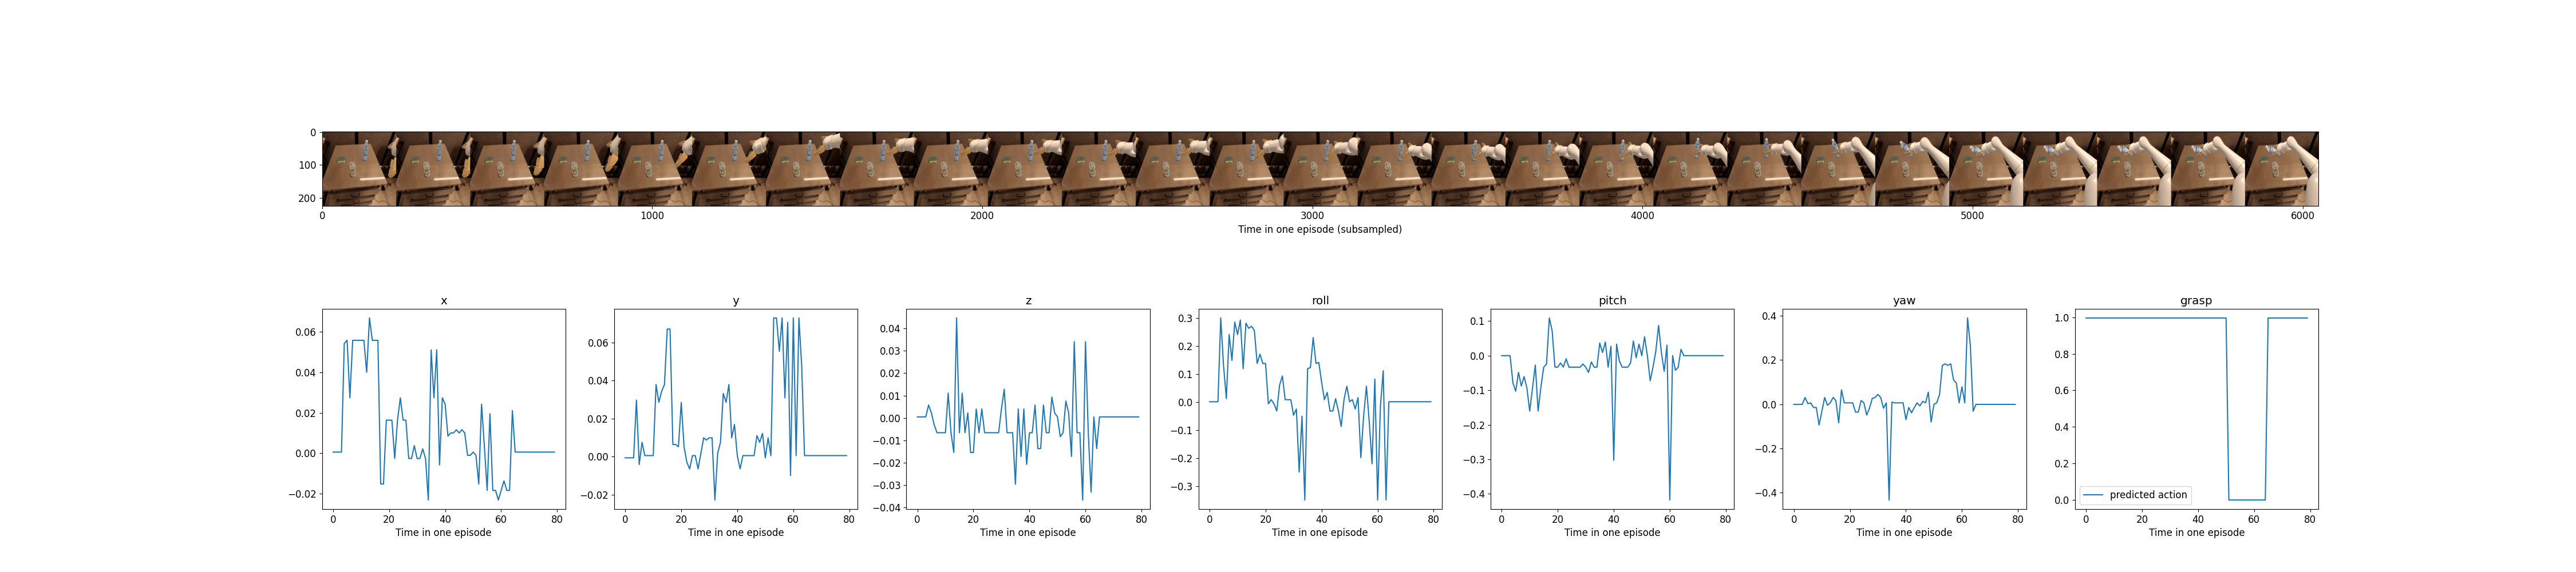 0
100
200
0 1000 2000 3000 4000 5000 6000
Time in one episode (subsampled)
x
0.06
0.04
0.02
0.00
−0.02
0 20 40 60 80
Time in one episode
y
0.06
0.04
0.02
0.00
−0.02
0 20 40 60 80
Time in one episode
z
0.04
0.03
0.02
0.01
0.00
−0.01
−0.02
−0.03
−0.04
0 20 40 60 80
Time in one episode
roll
0.3
0.2
0.1
0.0
−0.1
−0.2
−0.3
0 20 40 60 80
Time in one episode
pitch
0.1
0.0
−0.1
−0.2
−0.3
−0.4
0 20 40 60 80
Time in one episode
yaw
0.4
0.2
0.0
−0.2
−0.4
0 20 40 60 80
Time in one episode
grasp
1.0
0.8
0.6
0.4
0.2
0.0
predicted action
0 20 40 60 80
Time in one episode